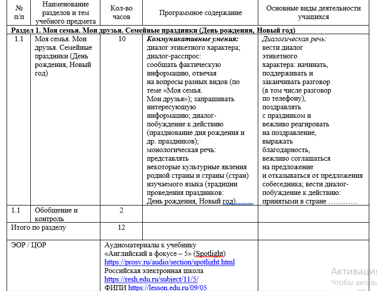 №
п/п
Наименование
разделов и тем
учебного предмета
Кол-во
часов
Программное содержание
Основные виды деятельности
учащихся
Раздел 1. Моя семья. Мои друзья. Семейные праздники (День рождения, Новый год)
1.1
Моя семья. Мои
друзья. Семейные
праздники (День
рождения, Новый
год)
10
Коммуникативные умения:
диалог этикетного характера;
диалог-расспрос:
сообщать фактическую
информацию, отвечая
на вопросы разных видов (по
теме «Моя семья.
Мои друзья»); запрашивать
интересующую
информацию; диалог-
побуждение к действию
(празднование дня рождения и
др. праздников);
монологическая речь:
представлять
некоторые культурные явления
родной страны и страны (стран)
изучаемого языка (традиции
проведения праздников:
День рождения, Новый год)........
Диалогическая речь:
вести диалог
этикетного
характера: начинать,
поддерживать и
заканчивать разговор
(в том числе разговор
по телефону),
поздравлять
с праздником и
вежливо реагировать
на поздравление,
выражать
благодарность,
вежливо соглашаться
на предложение
и отказываться от предложения
собеседника; вести диалог-
побуждение к действию:
принятыми в стране …………
1.1
Обобщение и
контроль
2
Итого по разделу
12
ЭОР / ЦОР
Аудиоматериалы к учебнику
«Английский в фокусе – 5» (Spotlight)
https://prosv.ru/audio/section/spotlight.html
Российская электронная школа
https://resh.edu.ru/subject/11/5/
ФИПИ https://lesson.edu.ru/09/05